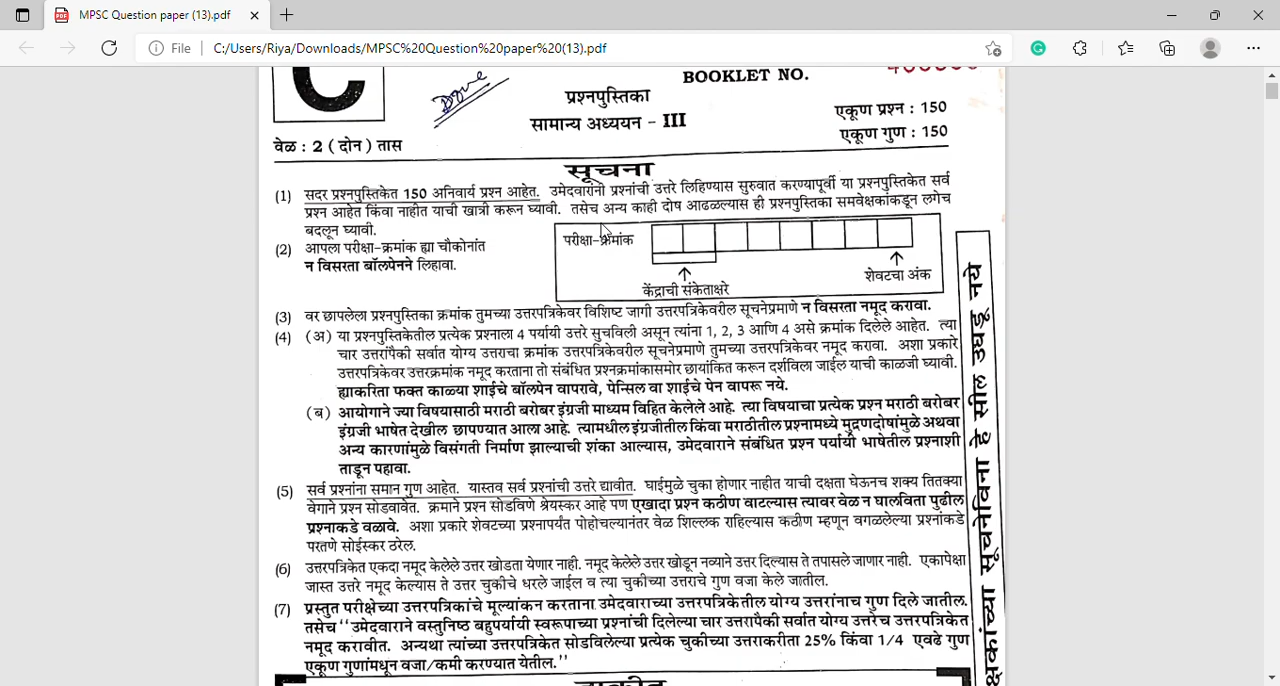 MPSC Question paper (13).pdf
File
C:/Users/Riya/Downloads/MPSC%20Question%20paper%20(13).pdf
C
Done
BOOKLET NO.
प्रश्नपुस्तिका
सामान्य अध्ययन - III
एकूण प्रश्न : 150
एकूण गुण : 150
वेळ : 2 ( दोन ) तास
सूचना
(1) सदर प्रश्नपुस्तिकेत 150 अनिवार्य प्रश्न आहेत. उमेदवारांनी प्रश्नांची उत्तरे लिहिण्यास सुरुवात करण्यापूर्वी या प्रश्नपुस्तिकेत सर्व
प्रश्न आहेत किंवा नाहीत याची खात्री करून घ्यावी. तसेच अन्य काही दोष आढळल्यास ही प्रश्नपुस्तिका समवेक्षकांकडून लगेच
बदलून घ्यावी.
(2) आपला परीक्षा-क्रमांक ह्या चौकोनांत
न विसरता बॉलपेनने लिहावा.
परीक्षा-क्रमांक
केंद्राची संकेताक्षरे
शेवटचा अंक
(3) वर छापलेला प्रश्नपुस्तिका क्रमांक तुमच्या उत्तरपत्रिकेवर विशिष्ट जागी उत्तरपत्रिकेवरील सूचनेप्रमाणे न विसरता नमूद करावा.
(4) (अ) या प्रश्नपुस्तिकेतील प्रत्येक प्रश्नाला 4 पर्यायी उत्तरे सुचविली असून त्यांना 1, 2, 3 आणि 4 असे क्रमांक दिलेले आहेत. त्या
चार उत्तरांपैकी सर्वात योग्य उत्तराचा क्रमांक उत्तरपत्रिकेवरील सूचनेप्रमाणे तुमच्या उत्तरपत्रिकेवर नमूद करावा. अशा प्रकारे
उत्तरपत्रिकेवर उत्तरक्रमांक नमूद करताना तो संबंधित प्रश्नक्रमांकासमोर छायांकित करून दर्शविला जाईल याची काळजी घ्यावी.
ह्याकरिता फक्त काळ्या शाईचे बॉलपेन वापरावे, पेन्सिल वा शाईचे पेन वापरू नये.
(ब) आयोगाने ज्या विषयासाठी मराठी बरोबर इंग्रजी माध्यम विहित केलेले आहे. त्या विषयाचा प्रत्येक प्रश्न मराठी बरोबर
इंग्रजी भाषेत देखील छापण्यात आला आहे. त्यामधील इंग्रजीतील किंवा मराठीतील प्रश्नामध्ये मुद्रणदोषांमुळे अथवा
अन्य कारणांमुळे विसंगती निर्माण झाल्याची शंका आल्यास, उमेदवाराने संबंधित प्रश्न पर्यायी भाषेतील प्रश्नाशी
ताडून पहावा.
(5) सर्व प्रश्नांना समान गुण आहेत. यास्तव सर्व प्रश्नांची उत्तरे द्यावीत. घाईमुळे चुका होणार नाहीत याची दक्षता घेऊनच शक्य तितक्या
वेगाने प्रश्न सोडवावेत. क्रमाने प्रश्न सोडविणे श्रेयस्कर आहे पण एखादा प्रश्न कठीण वाटल्यास त्यावर वेळ न घालविता पुढील
प्रश्नाकडे वळावे. अशा प्रकारे शेवटच्या प्रश्नापर्यंत पोहोचल्यानंतर वेळ शिल्लक राहिल्यास कठीण म्हणून वगळलेल्या प्रश्नांकडे
परतणे सोईस्कर ठरेल.
(6) उत्तरपत्रिकेत एकदा नमूद केलेले उत्तर खोडता येणार नाही. नमूद केलेले उत्तर खोडून नव्याने उत्तर दिल्यास ते तपासले जाणार नाही. एकापेक्षा
जास्त उत्तरे नमूद केल्यास ते उत्तर चुकीचे धरले जाईल व त्या चुकीच्या उत्तराचे गुण वजा केले जातील.
(7) प्रस्तुत परीक्षेच्या उत्तरपत्रिकांचे मूल्यांकन करताना उमेदवाराच्या उत्तरपत्रिकेतील योग्य उत्तरांनाच गुण दिले जातील.
तसेच "उमेदवाराने वस्तुनिष्ठ बहुपर्यायी स्वरूपाच्या प्रश्नांची दिलेल्या चार उत्तरापैकी सर्वात योग्य उत्तरेच उत्तरपत्रिकेत
नमूद करावीत. अन्यथा त्यांच्या उत्तरपत्रिकेत सोडविलेल्या प्रत्येक चुकीच्या उत्तराकरीता 25% किंवा 1/4 एवढे गुण
एकूण गुणांमधून वजा/कमी करण्यात येतील."
सूचनेविना हे सील उघडू नये